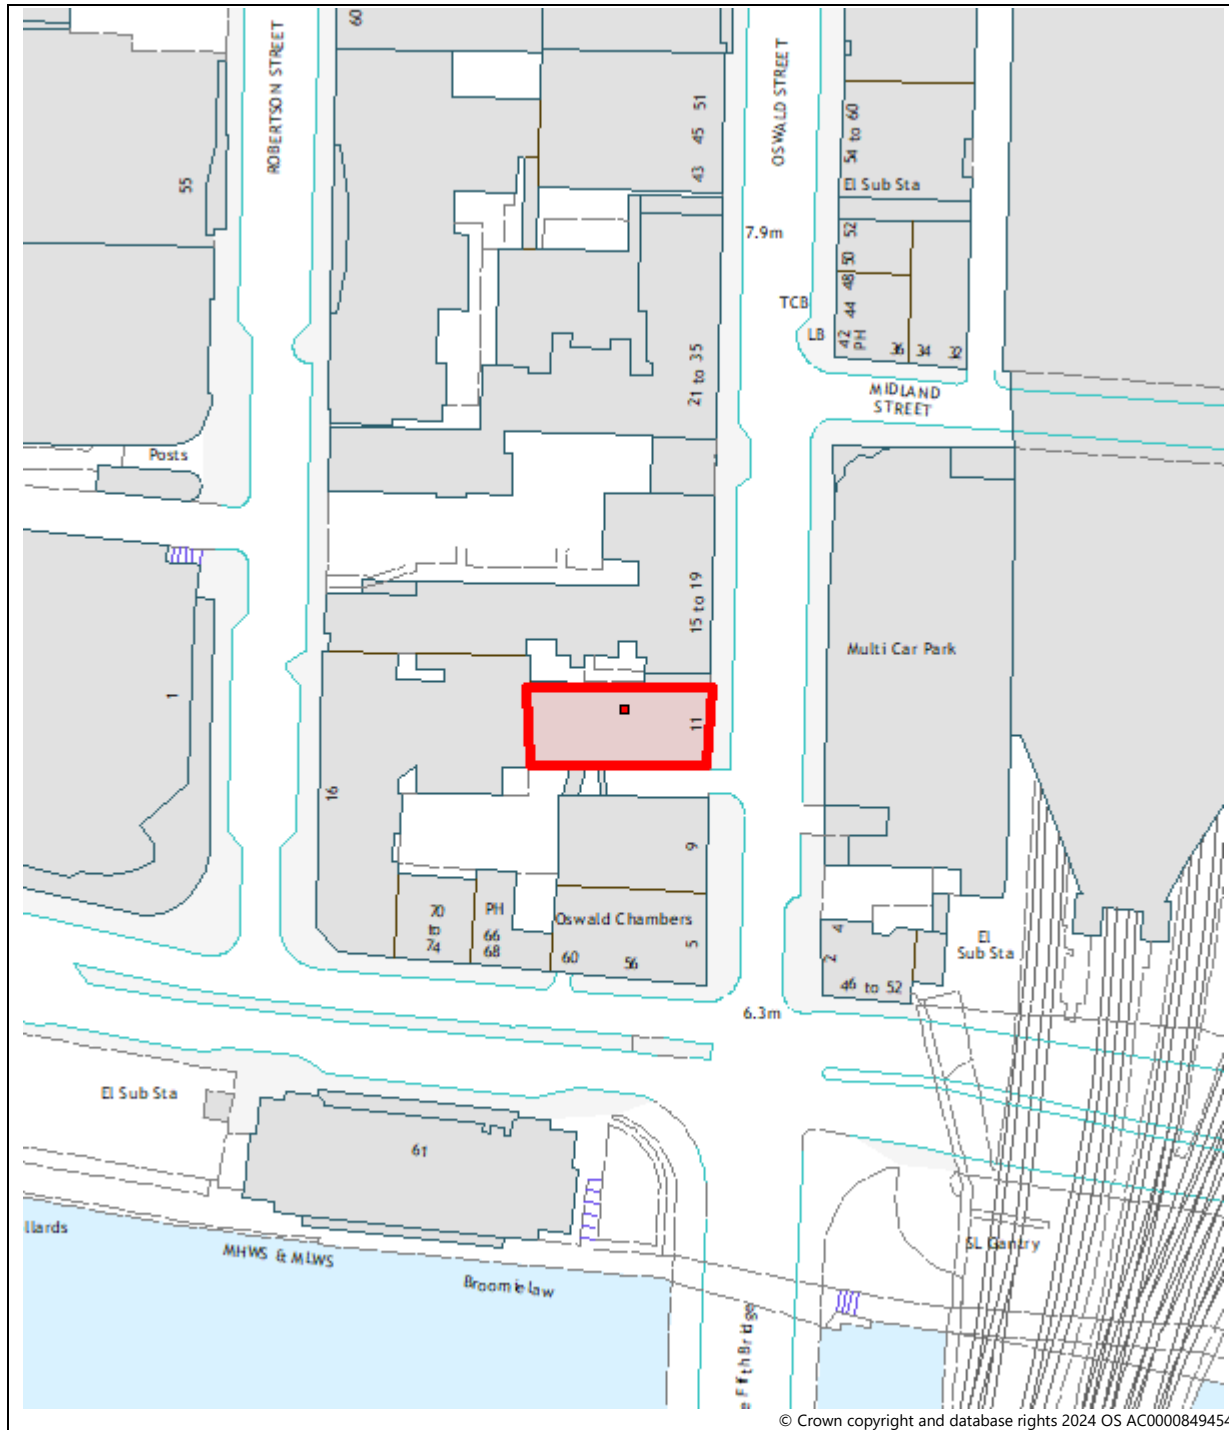 60
ROBERTSON STREET
OSWALD STREET
51
45
43
54 to 60
El Sub Sta
55
7.9m
52
50
48
44
42
PH
36
34
32
TCB
LB
MIDLAND
STREET
21 to 35
Posts
15 to 19
Multi Car Park
1
11
16
9
70
to
74
PH
66
68
Oswald Chambers
60
56
5
4
2
46 to 52
El
Sub Sta
6.3m
El Sub Sta
61
llards
MHWS & MLWS
Broomielaw
SL Gantry
e Fifth Bridge
© Crown copyright and database rights 2024 OS AC0000849454